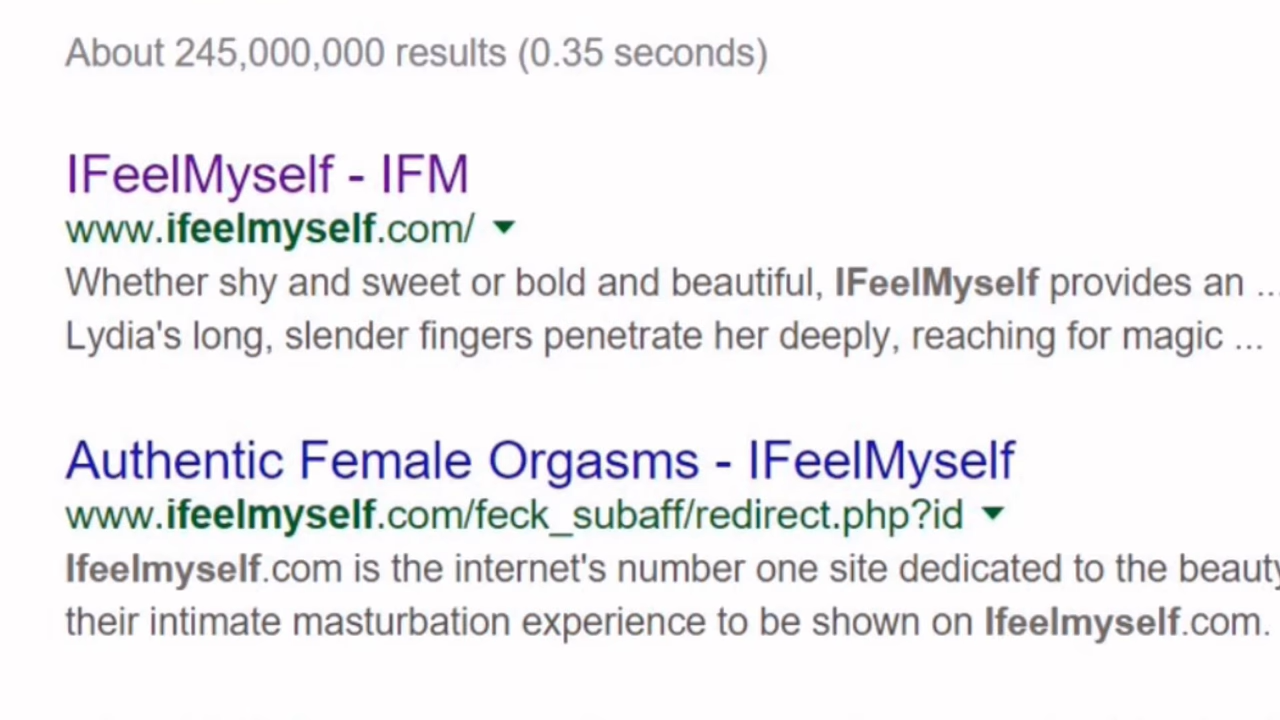 About 245,000,000 results (0.35 seconds)
IFeelMyself - IFM
www.ifeelmyself.com/
Whether shy and sweet or bold and beautiful, IFeelMyself provides an ...
Lydia's long, slender fingers penetrate her deeply, reaching for magic ...
Authentic Female Orgasms - IFeelMyself
www.ifeelmyself.com/feck_subaff/redirect.php?id
Ifeelmyself.com is the internet's number one site dedicated to the beauty
their intimate masturbation experience to be shown on Ifeelmyself.com.